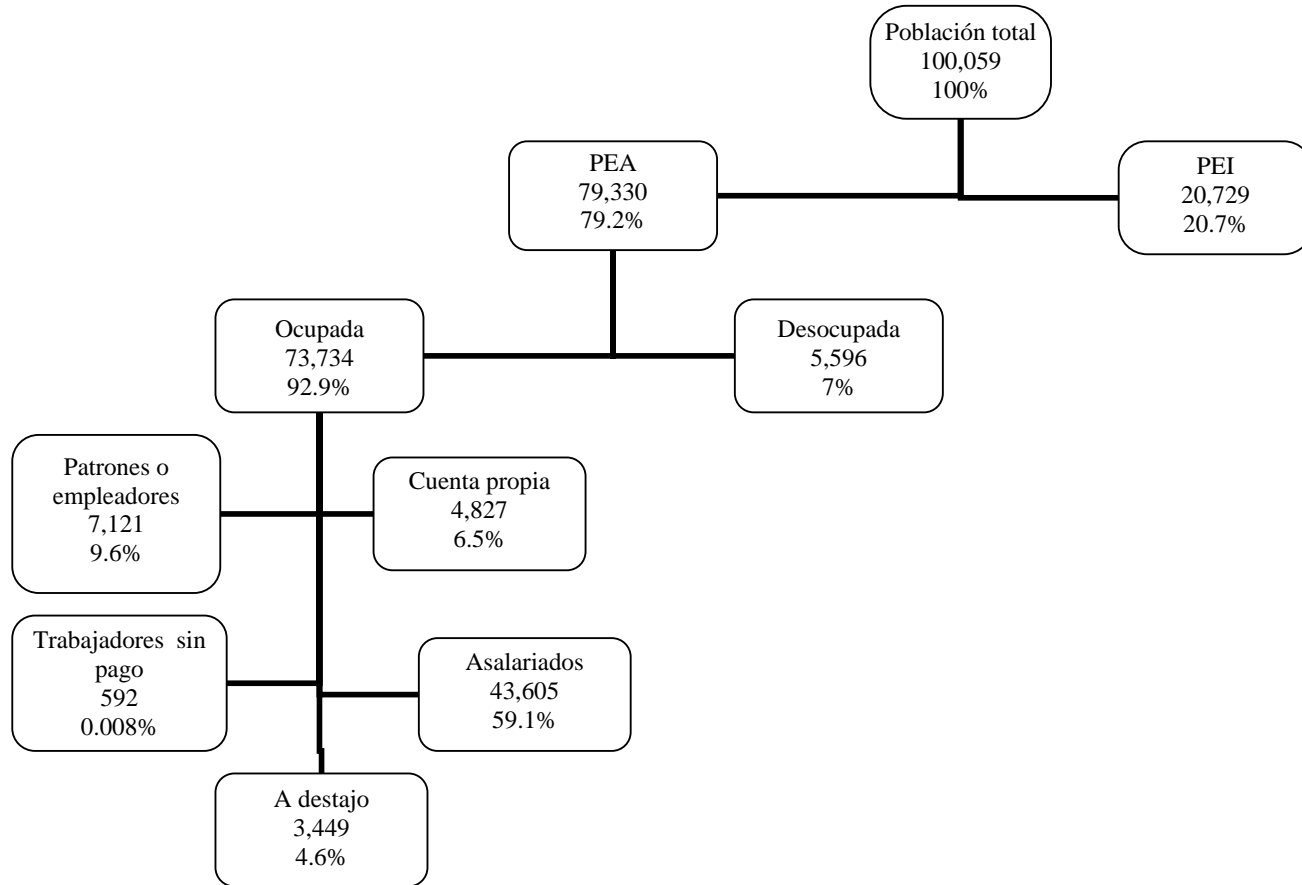 Población total
100,059
100%
PEA
79,330
79.2%
PEI
20,729
20.7%
Ocupada
73,734
92.9%
Desocupada
5,596
7%
Patrones o
empleadores
7,121
9.6%
Cuenta propia
4,827
6.5%
Trabajadores sin
pago
592
0.008%
Asalariados
43,605
59.1%
A destajo
3,449
4.6%